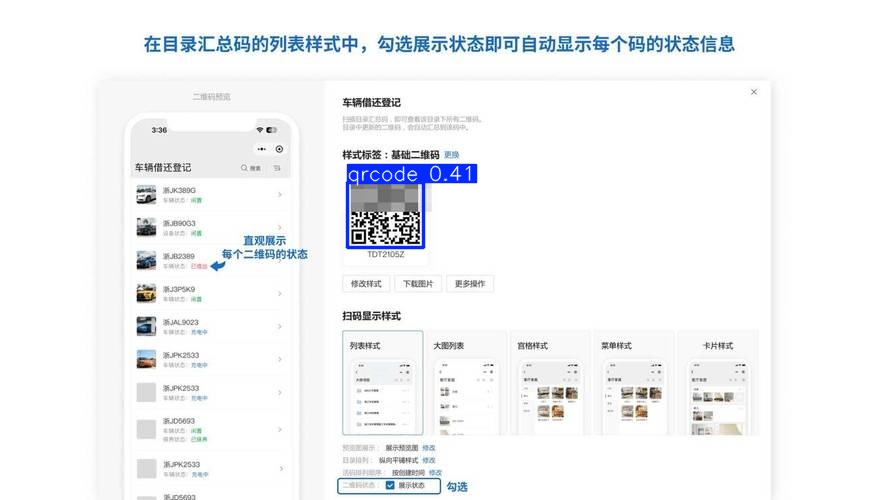 在目录汇总码的列表样式中，勾选展示状态即可自动显示每个码的状态信息
二维码预览
3:36
车辆借还登记
搜索
浙JK389G
车辆状态：闲置
浙JB90G3
设备状态：闲置
浙JB2389
车辆状态：已借出
浙J3P5K9
车辆状态：闲置
浙JAL9023
车辆状态：充电中
浙JPK2533
车辆状态：充电中
浙JPK2533
车辆状态：充电中
浙JD5693
车辆状态：闲置
保养状态：已保养
浙JPK2533
车辆状态：充电中
浙JD5693
直观展示
每个二维码的状态
车辆借还登记
扫描目录汇总码，即可查看该目录下所有二维码。
目录中更新的二维码，会自动汇总到该码中。
样式标签：基础二维码 更换
qrcode 0.41
TDT2105Z
修改样式
下载图片
更多操作
扫码显示样式
列表样式
大图列表
宫格样式
菜单样式
卡片样式
预览图展示： 展示预览图 修改
目录排列： 纵向平铺样式 修改
活码排列顺序： 按创建时间 修改
二维码状态： 展示状态
勾选